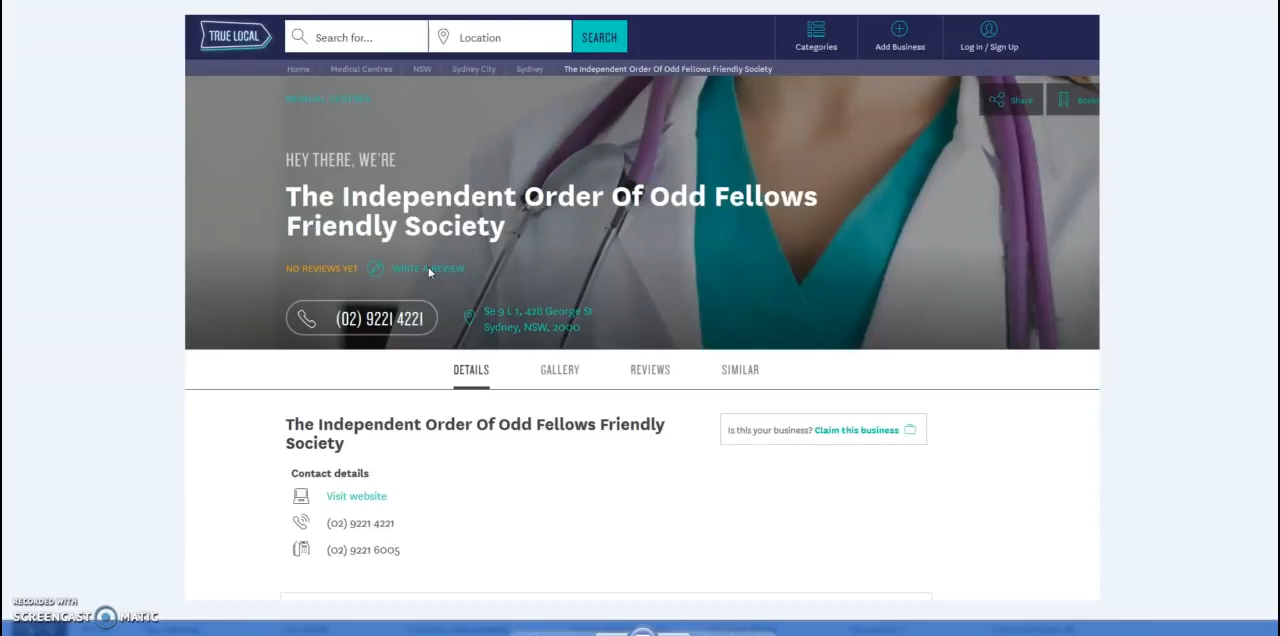 TRUE LOCAL
Search for...
Location
SEARCH
Categories
Add Business
Log In / Sign Up
Home Medical Centres NSW Sydney City Sydney The Independent Order Of Odd Fellows Friendly Society
MEDICAL CENTRES
Share
HEY THERE, WE'RE
The Independent Order Of Odd Fellows
Friendly Society
NO REVIEWS YET WRITE A REVIEW
(02) 9221 4221
Se 9 L 1, 428 George St
Sydney, NSW, 2000
DETAILS GALLERY REVIEWS SIMILAR
The Independent Order Of Odd Fellows Friendly
Society
Is this your business? Claim this business
Contact details
Visit website
(02) 9221 4221
(02) 9221 6005
RECORDED WITH
SCREENCAST MATIC